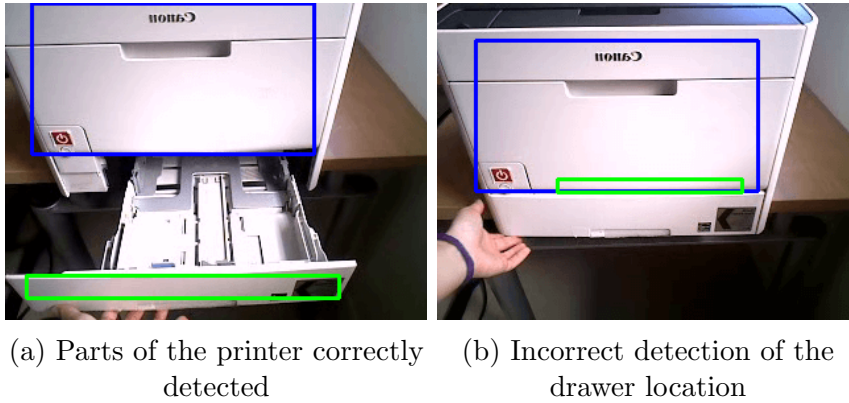 Canon
Canon
(a) Parts of the printer correctly
detected
(b) Incorrect detection of the
drawer location